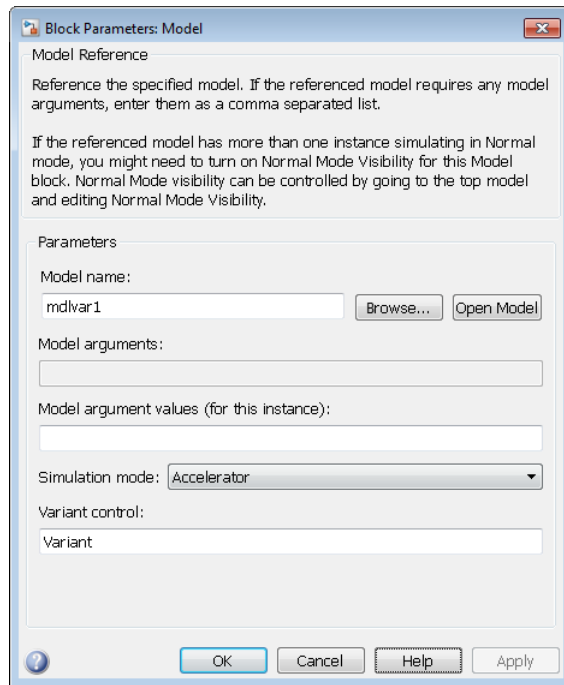 Block Parameters: Model
Model Reference
Reference the specified model. If the referenced model requires any model
arguments, enter them as a comma separated list.
If the referenced model has more than one instance simulating in Normal
mode, you might need to turn on Normal Mode Visibility for this Model
block. Normal Mode visibility can be controlled by going to the top model
and editing Normal Mode Visibility.
Parameters
Model name:
mdlvar1 Browse... Open Model
Model arguments:
Model argument values (for this instance):
Simulation mode: Accelerator
Variant control:
Variant
? OK Cancel Help Apply